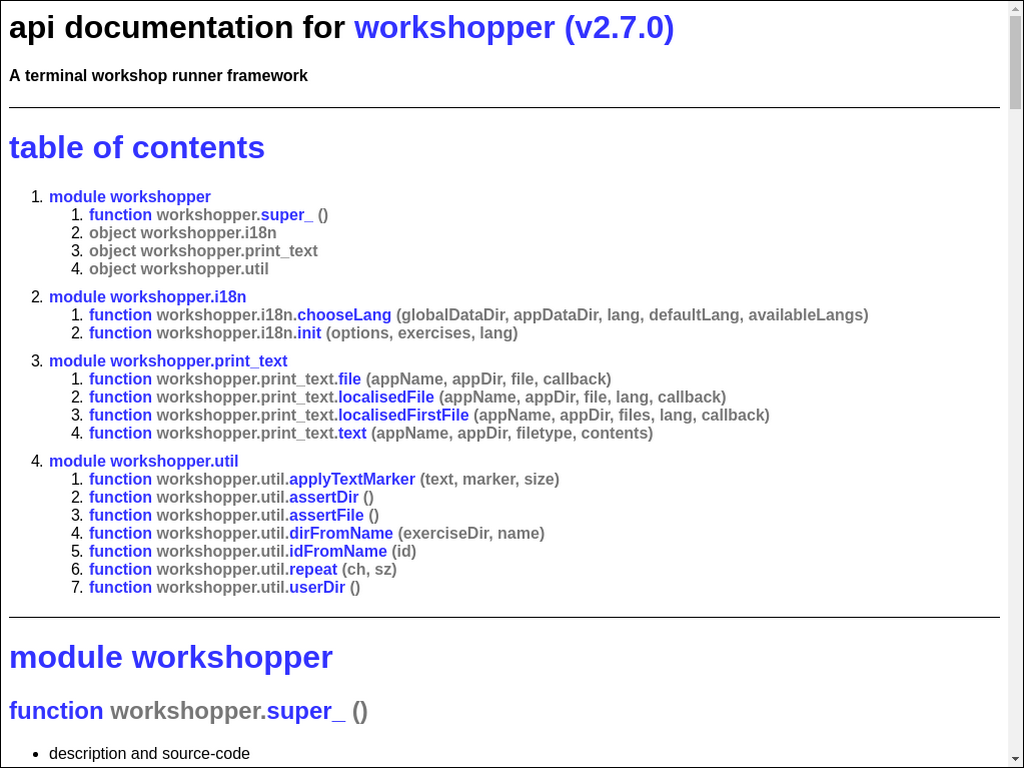 api documentation for workshopper (v2.7.0)
A terminal workshop runner framework
table of contents
1. module workshopper
1. function workshopper.super_ ()
2. object workshopper.i18n
3. object workshopper.print_text
4. object workshopper.util
2. module workshopper.i18n
1. function workshopper.i18n.chooseLang (globalDataDir, appDataDir, lang, defaultLang, availableLangs)
2. function workshopper.i18n.init (options, exercises, lang)
3. module workshopper.print_text
1. function workshopper.print_text.file (appName, appDir, file, callback)
2. function workshopper.print_text.localisedFile (appName, appDir, file, lang, callback)
3. function workshopper.print_text.localisedFirstFile (appName, appDir, files, lang, callback)
4. function workshopper.print_text.text (appName, appDir, filetype, contents)
4. module workshopper.util
1. function workshopper.util.applyTextMarker (text, marker, size)
2. function workshopper.util.assertDir ()
3. function workshopper.util.assertFile ()
4. function workshopper.util.dirFromName (exerciseDir, name)
5. function workshopper.util.idFromName (id)
6. function workshopper.util.repeat (ch, sz)
7. function workshopper.util.userDir ()
module workshopper
function workshopper.super_ ()
• description and source-code